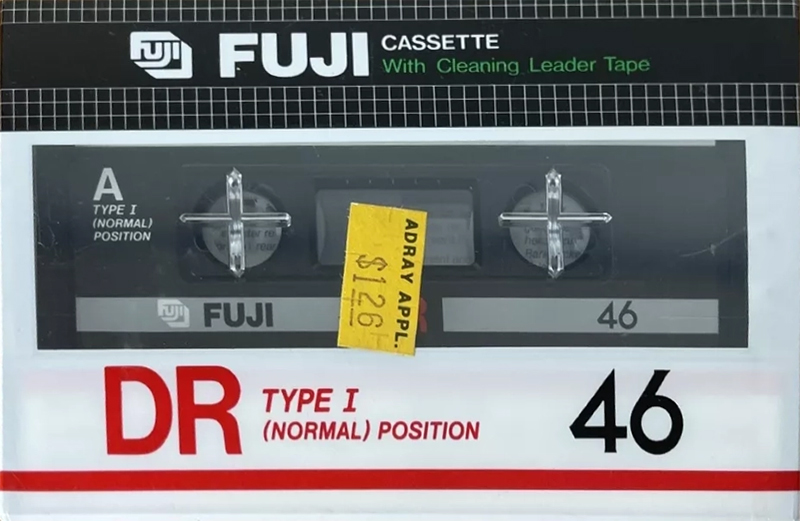 FUJI
FUJI CASSETTE
With Cleaning Leader Tape
A
TYPE I
(NORMAL)
POSITION
ADRAY APPL.
$126
FUJI
FUJI
46
DR TYPE I
(NORMAL) POSITION
46